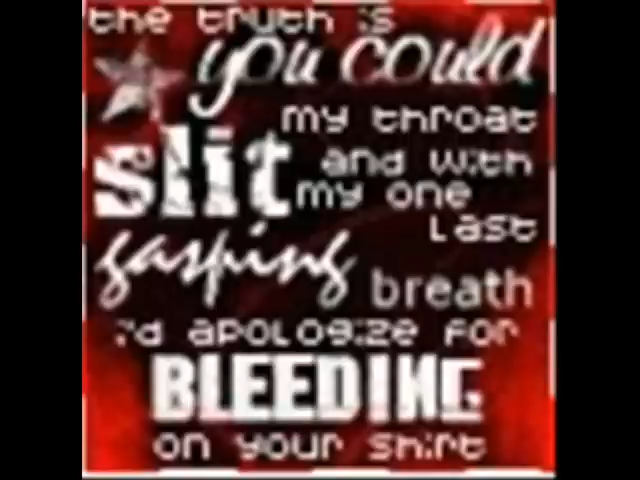 the truth is
you could
slit my throat
and with
my one
Last
gasping breath
i'd apologize for
BLEEDING
on your shirt